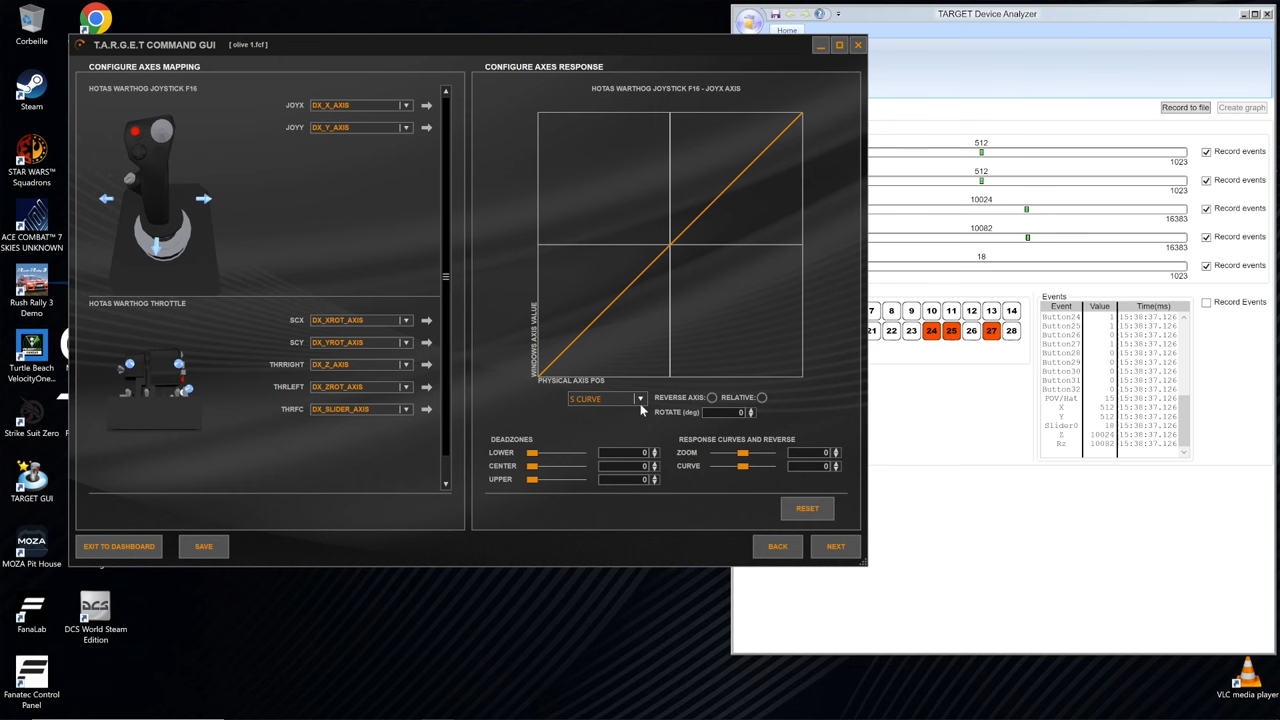 Corbeille
Steam
STAR WARS™
Squadrons
ACE COMBAT™ 7
SKIES UNKNOWN
Rush Rally 3
Demo
Turtle Beach
VelocityOne...
Strike Suit Zero
TARGET GUI
MOZA
MOZA Pit House
FanaLab
DCS
DCS World Steam
Edition
Fanatec Control
Panel
VLC media player
T.A.R.G.E.T COMMAND GUI [ olive 1.fcf ]
CONFIGURE AXES MAPPING
HOTAS WARTHOG JOYSTICK F16
JOYX DX_X_AXIS
JOYY DX_Y_AXIS
HOTAS WARTHOG THROTTLE
SCX DX_XROT_AXIS
SCY DX_YROT_AXIS
THRRIGHT DX_Z_AXIS
THRLEFT DX_ZROT_AXIS
THRFC DX_SLIDER_AXIS
EXIT TO DASHBOARD
SAVE
CONFIGURE AXES RESPONSE
HOTAS WARTHOG JOYSTICK F16 - JOYX AXIS
WINDOWS AXIS VALUE
PHYSICAL AXIS POS
S CURVE
REVERSE AXIS:
RELATIVE:
ROTATE (deg) 0
DEADZONES
LOWER 0
CENTER 0
UPPER 0
RESPONSE CURVES AND REVERSE
ZOOM 0
CURVE 0
RESET
BACK
NEXT
TARGET Device Analyzer
Home
Record to file
Create graph
512
1023
Record events
512
1023
Record events
10024
16383
Record events
10082
16383
Record events
18
1023
Record events
7 8 9 10 11 12 13 14
21 22 23 24 25 26 27 28
Events
Record Events
Event Value Time(ms)
Button24 1 15:38:37.126
Button25 1 15:38:37.126
Button26 0 15:38:37.126
Button27 1 15:38:37.126
Button28 0 15:38:37.126
Button29 0 15:38:37.126
Button30 0 15:38:37.126
Button31 0 15:38:37.126
Button32 0 15:38:37.126
POV/Hat 15 15:38:37.126
X 512 15:38:37.126
Y 512 15:38:37.126
Slider0 18 15:38:37.126
Z 10024 15:38:37.126
Rz 10082 15:38:37.126